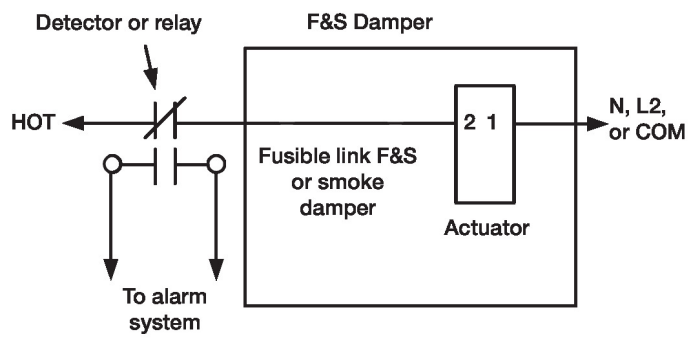 Detector or relay
F&S Damper
HOT
2 1
N, L2,
or COM
Fusible link F&S
or smoke
damper
Actuator
To alarm
system